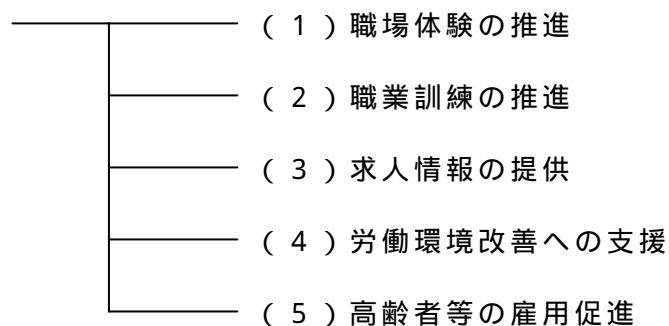 (1)職場体験の推進
(2)職業訓練の推進
(3)求人情報の提供
(4)労働環境改善への支援
(5)高齢者等の雇用促進